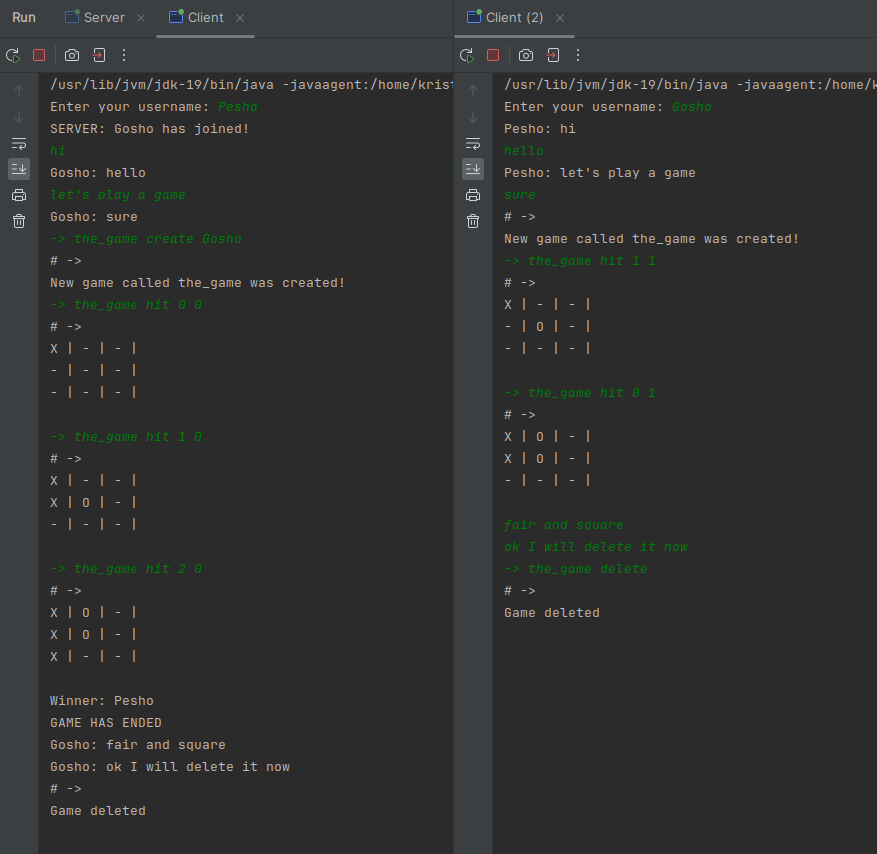 Run Server × Client ×
/usr/lib/jvm/jdk-19/bin/java -javaagent:/home/krist
Enter your username: Pesho
SERVER: Gosho has joined!
hi
Gosho: hello
let's play a game
Gosho: sure
-> the_game create Gosho
# ->
New game called the_game was created!
-> the_game hit 0 0
# ->
X | - | - |
- | - | - |
- | - | - |
-> the_game hit 1 0
# ->
X | - | - |
X | O | - |
- | - | - |
-> the_game hit 2 0
# ->
X | O | - |
X | O | - |
X | - | - |
Winner: Pesho
GAME HAS ENDED
Gosho: fair and square
Gosho: ok I will delete it now
# ->
Game deleted
Client (2) ×
/usr/lib/jvm/jdk-19/bin/java -javaagent:/home/k
Enter your username: Gosho
Pesho: hi
hello
Pesho: let's play a game
sure
# ->
New game called the_game was created!
-> the_game hit 1 1
# ->
X | - | - |
- | O | - |
- | - | - |
-> the_game hit 0 1
# ->
X | O | - |
X | O | - |
- | - | - |
fair and square
ok I will delete it now
-> the_game delete
# ->
Game deleted